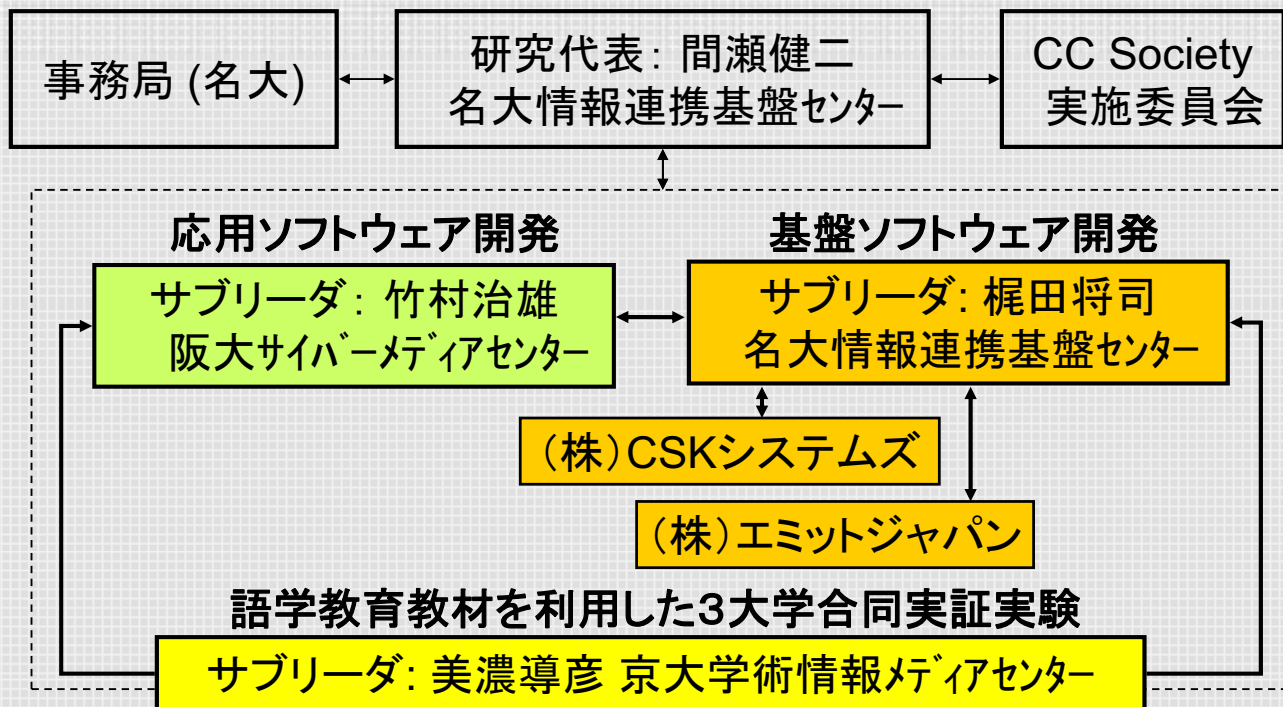 事務局 (名大)
研究代表: 間瀬健二
名大情報連携基盤センター
CC Society
実施委員会
応用ソフトウェア開発
サブリーダ: 竹村治雄
阪大サイバーメディアセンター
基盤ソフトウェア開発
サブリーダ: 梶田将司
名大情報連携基盤センター
(株)CSKシステムズ
(株)エミットジャパン
語学教育教材を利用した3大学合同実証実験
サブリーダ: 美濃導彦 京大学術情報メディアセンター